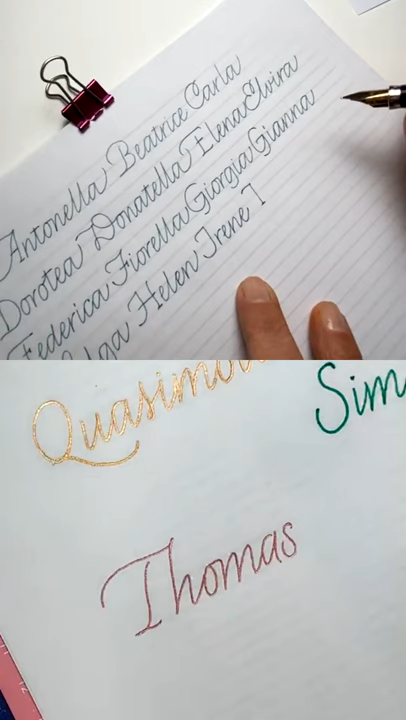 Antonella Beatrice Carla
Dorotea Donatella Elena Elvira
Federica Fiorella Giorgia Gianna
Helen Irene I
Thomas